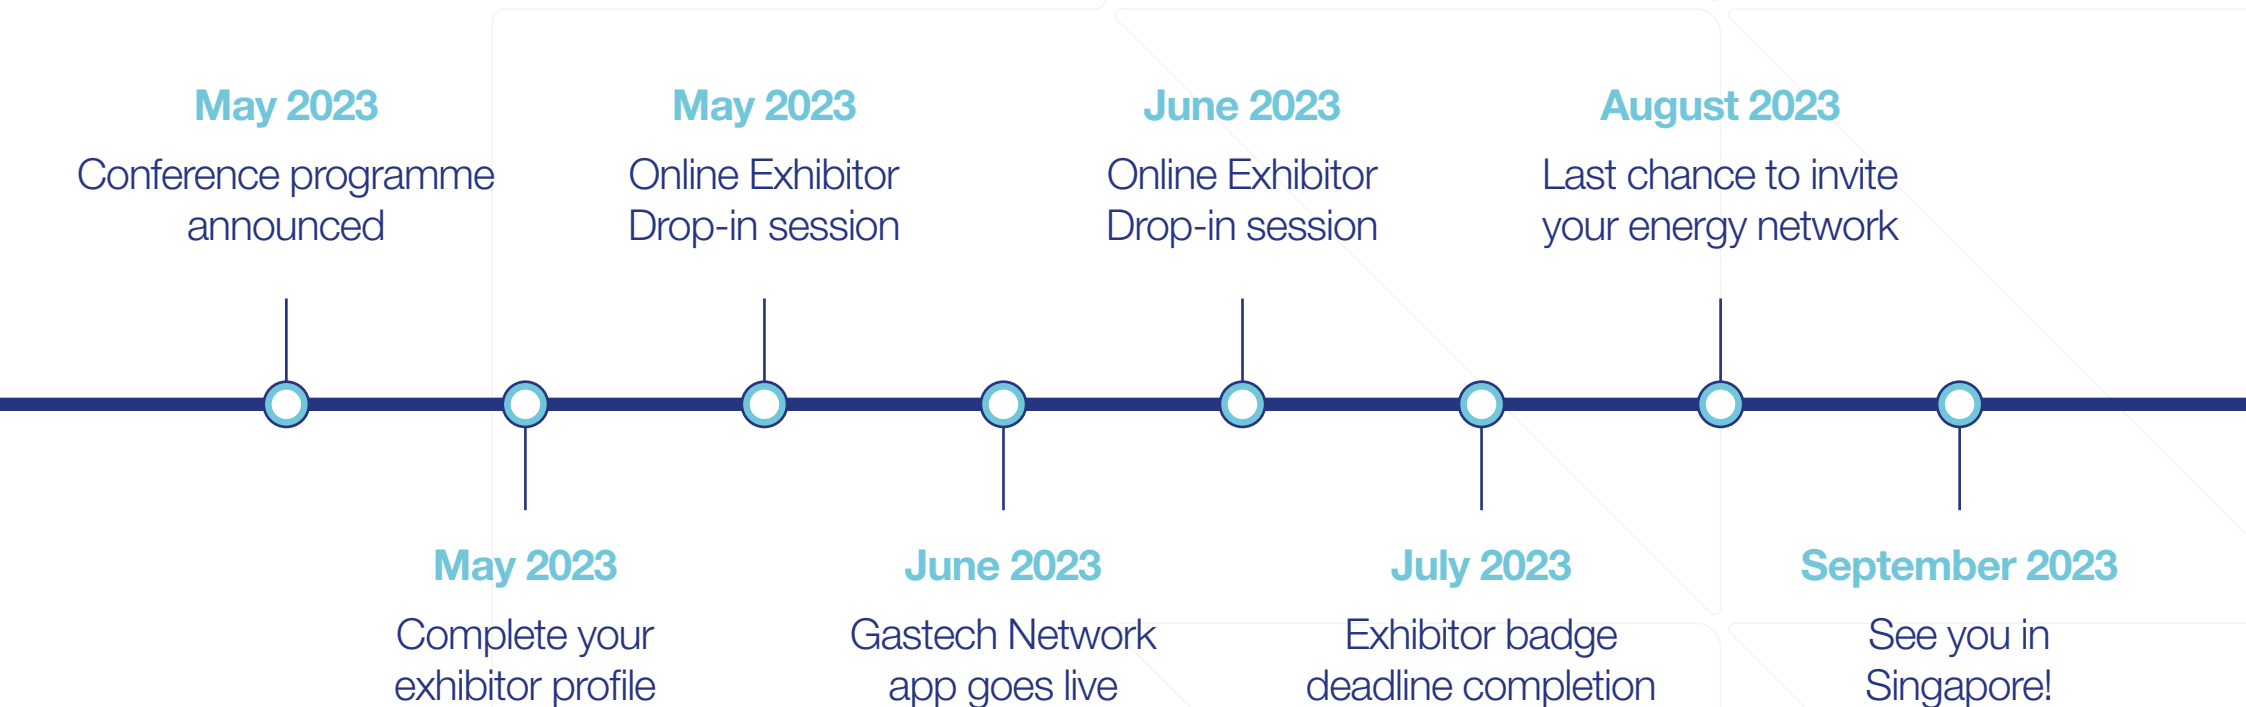 May 2023
Conference programme
announced
May 2023
Complete your
exhibitor profile
May 2023
Online Exhibitor
Drop-in session
June 2023
Gastech Network
app goes live
June 2023
Online Exhibitor
Drop-in session
July 2023
Exhibitor badge
deadline completion
August 2023
Last chance to invite
your energy network
September 2023
See you in
Singapore!